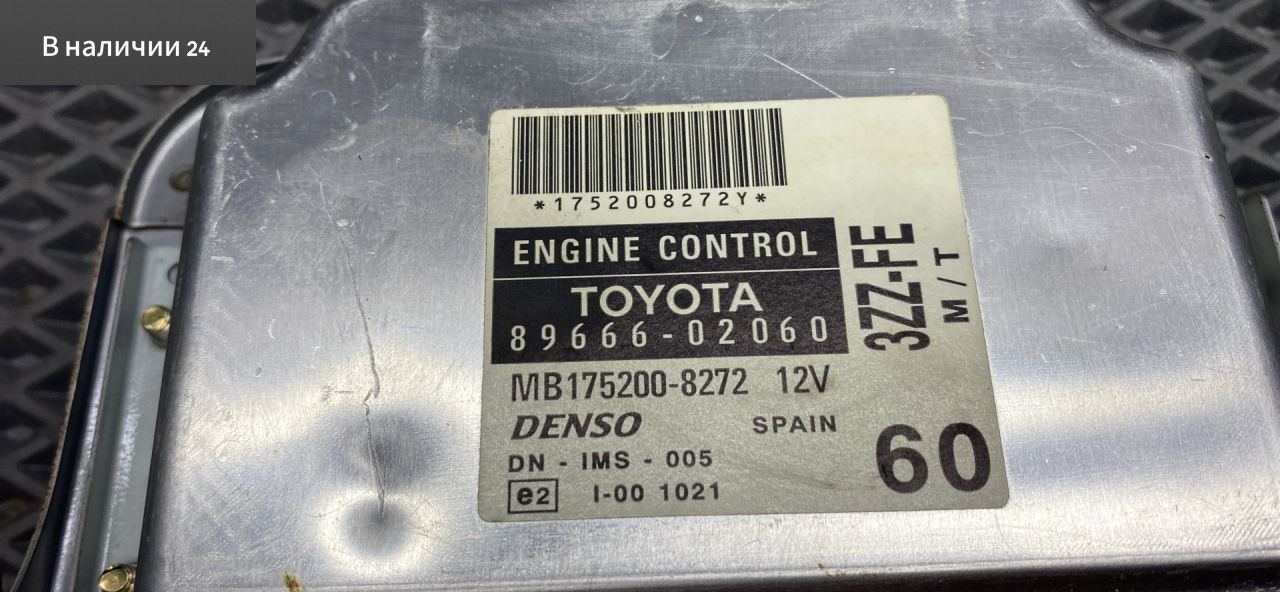 В наличии 24
*1752008272Y*
ENGINE CONTROL
TOYOTA
89666-02060
3ZZ-FE
M/T
MB175200-8272 12V
DENSO SPAIN
DN - IMS - 005
60
e2 I-00 1021